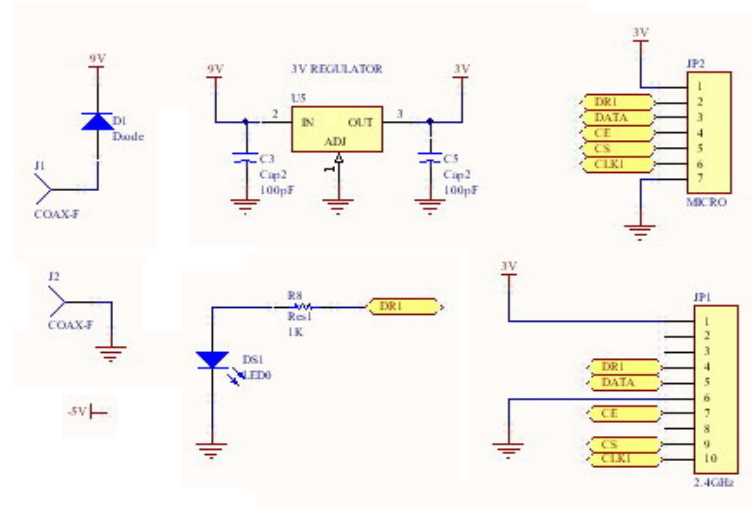 9V
D1
Diode
J1
COAX-F
J2
COAX-F
-5V
9V
3V REGULATOR
3V
U5
2
IN
OUT
3
ADJ
1
C3
Cap2
100pF
C5
Cap2
100pF
R8
Res1
1K
DR1
DS1
LED0
3V
JP2
1
DR1
2
DATA
3
CE
4
CS
5
CLK1
6
7
MICRO
3V
JP1
1
2
3
DR1
4
DATA
5
6
CE
7
8
CS
9
CLK1
10
2.4GHz